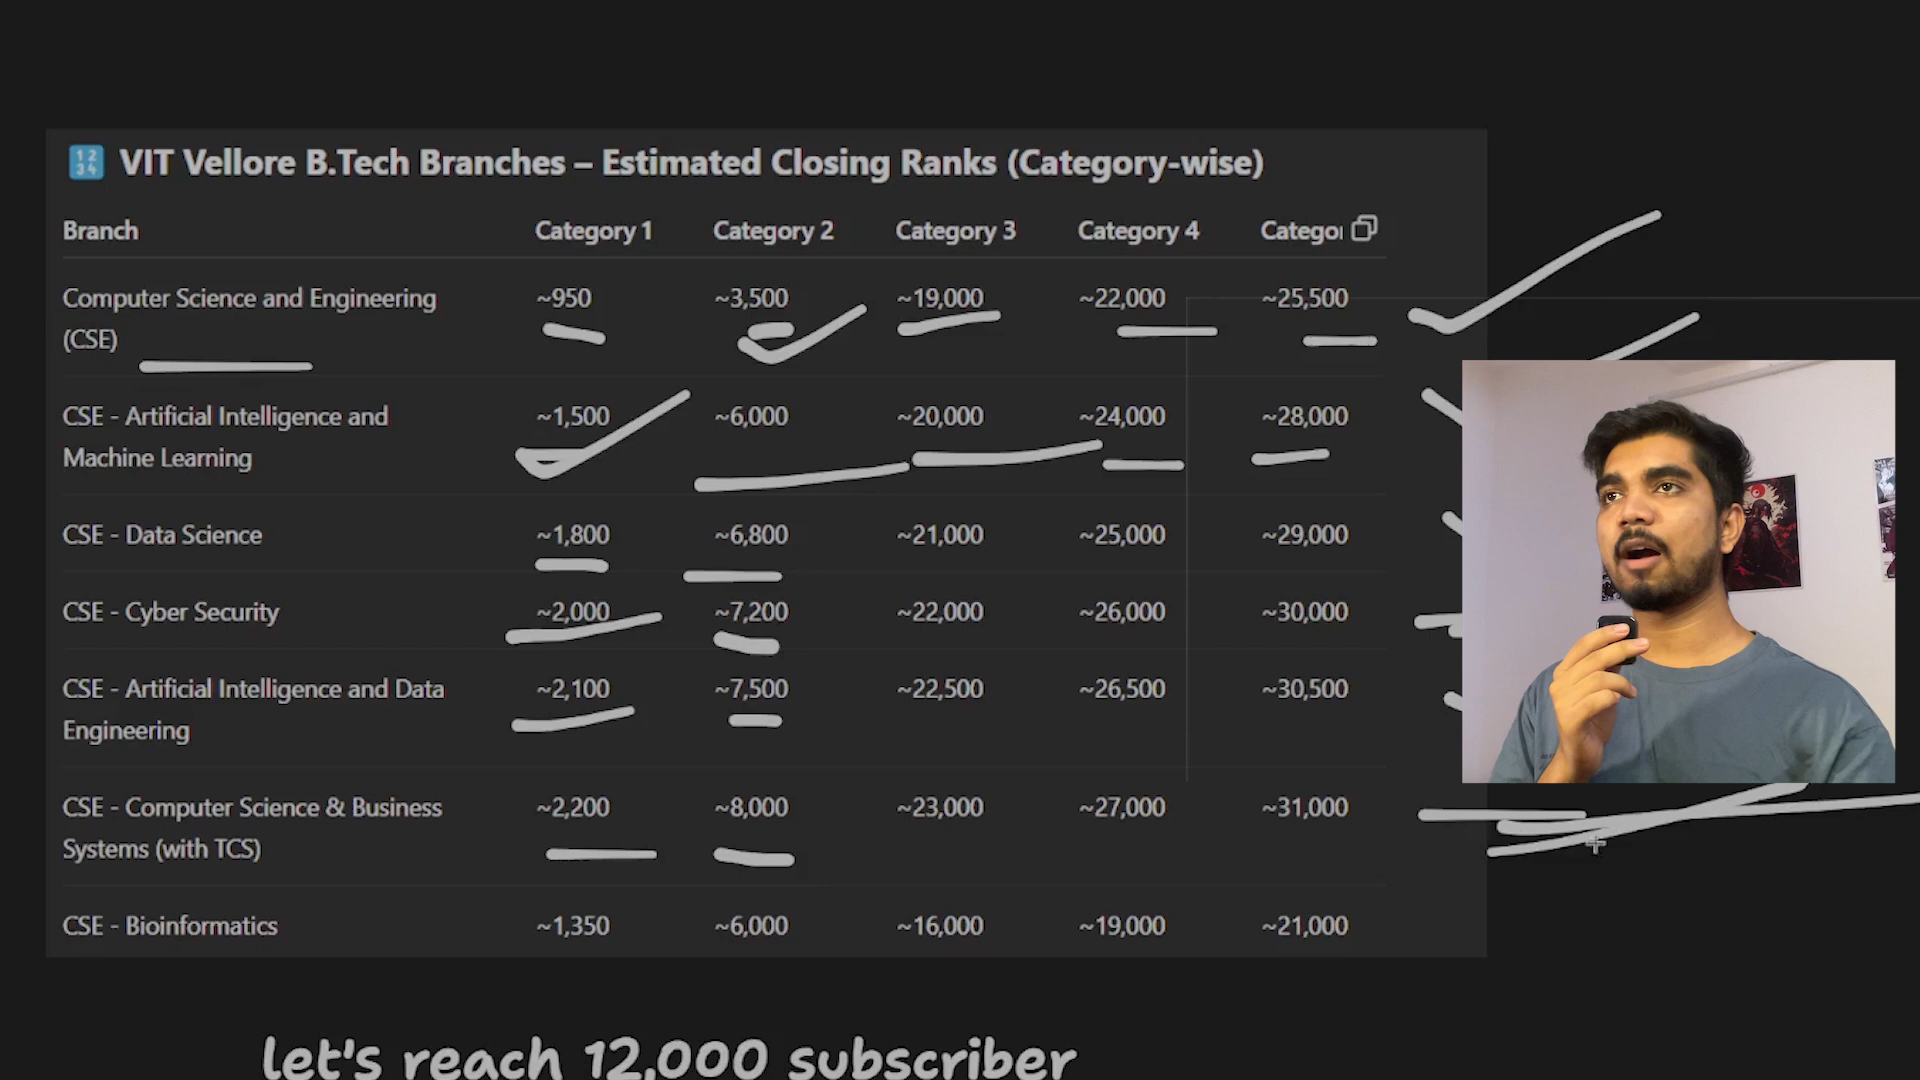 VIT Vellore B.Tech Branches – Estimated Closing Ranks (Category-wise)
Branch Category 1 Category 2 Category 3 Category 4 Categor
Computer Science and Engineering (CSE) ~950 ~3,500 ~19,000 ~22,000 ~25,500
CSE - Artificial Intelligence and Machine Learning ~1,500 ~6,000 ~20,000 ~24,000 ~28,000
CSE - Data Science ~1,800 ~6,800 ~21,000 ~25,000 ~29,000
CSE - Cyber Security ~2,000 ~7,200 ~22,000 ~26,000 ~30,000
CSE - Artificial Intelligence and Data Engineering ~2,100 ~7,500 ~22,500 ~26,500 ~30,500
CSE - Computer Science & Business Systems (with TCS) ~2,200 ~8,000 ~23,000 ~27,000 ~31,000
CSE - Bioinformatics ~1,350 ~6,000 ~16,000 ~19,000 ~21,000
let's reach 12,000 subscriber